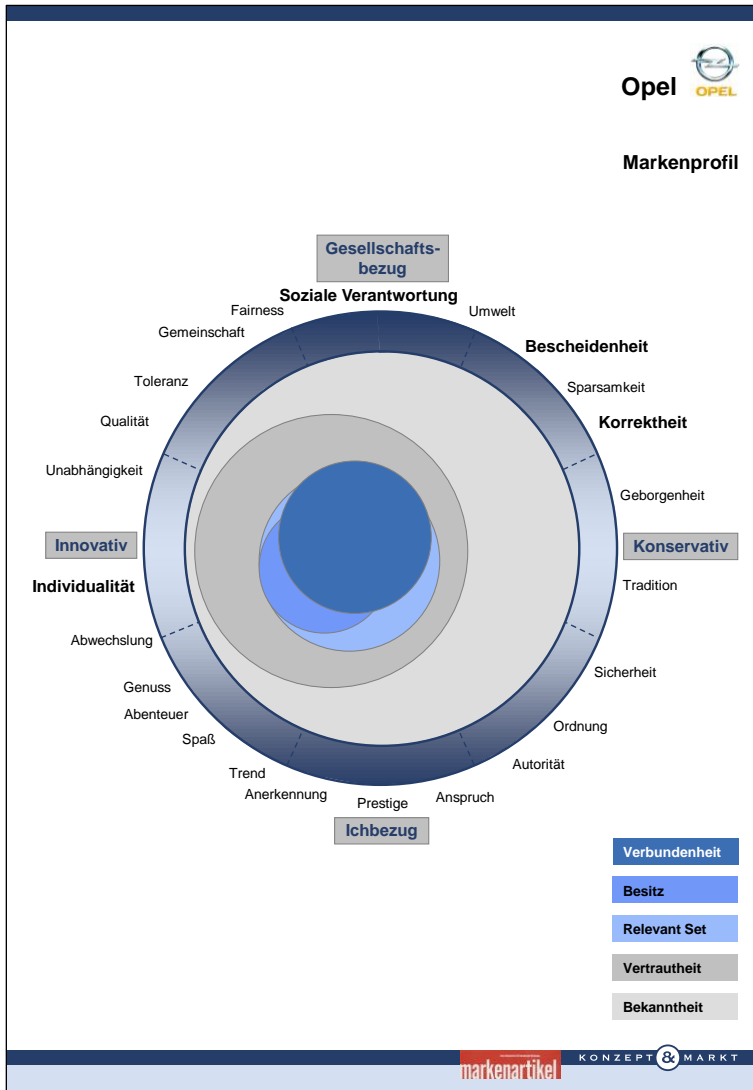 Opel
OPEL
Markenprofil
Gesellschafts-
bezug
Soziale Verantwortung
Fairness
Umwelt
Gemeinschaft
Bescheidenheit
Toleranz
Sparsamkeit
Qualität
Korrektheit
Unabhängigkeit
Geborgenheit
Innovativ
Konservativ
Individualität
Tradition
Abwechslung
Sicherheit
Genuss
Abenteuer
Ordnung
Spaß
Autorität
Trend
Anerkennung
Prestige
Anspruch
Ichbezug
Verbundenheit
Besitz
Relevant Set
Vertrautheit
Bekanntheit
markenartikel
KONZEPT & MARKT